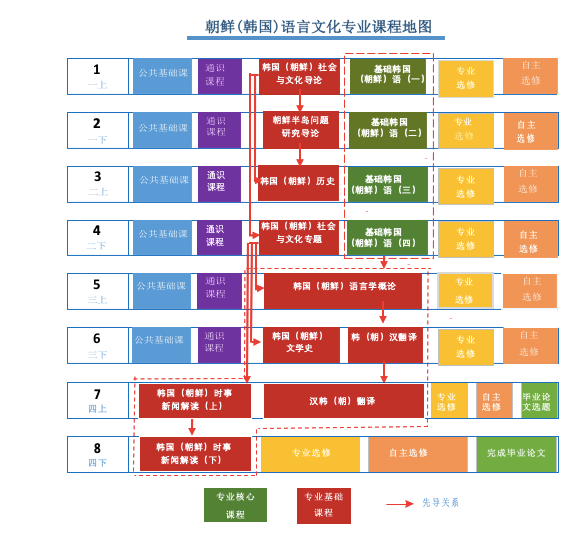 朝鲜(韩国)语言文化专业课程地图
1
一上
公共基础课
通识
课程
韩国（朝鲜）社会
与文化导论
基础韩国
（朝鲜）语（一）
专业
选修
自主
选修
2
一下
公共基础课
通识
课程
朝鲜半岛问题
研究导论
基础韩国
（朝鲜）语（二）
专业
选修
自主
选修
3
二上
公共基础课
通识
课程
韩国（朝鲜）历史
基础韩国
（朝鲜）语（三）
专业
选修
自主
选修
4
二下
公共基础课
通识
课程
韩国（朝鲜）社会
与文化专题
基础韩国
（朝鲜）语（四）
专业
选修
自主
选修
5
三上
公共基础课
通识
课程
韩国（朝鲜）语言学概论
专业
选修
自主
选修
6
三下
公共基础课
通识
课程
韩国（朝鲜）
文学史
韩（朝）汉翻译
专业
选修
自主
选修
7
四上
韩国（朝鲜）时事
新闻解读（上）
汉韩（朝）翻译
专业
选修
自主
选修
毕业论
文选题
8
四下
韩国（朝鲜）时事
新闻解读（下）
专业选修
自主选修
完成毕业论文
专业核心
课程
专业基础
课程
先导关系